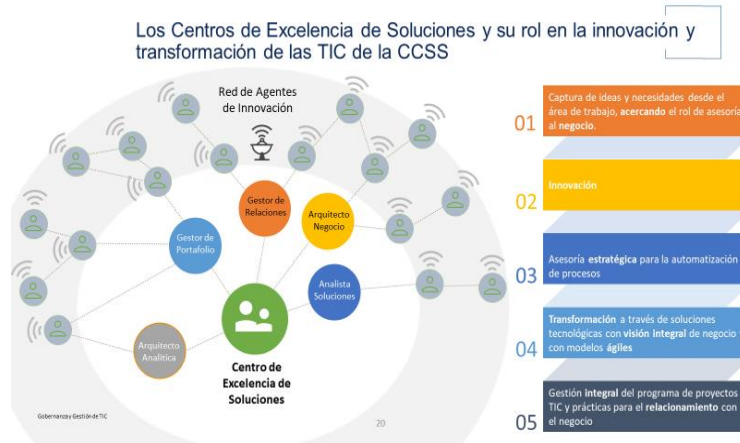 Los Centros de Excelencia de Soluciones y su rol en la innovación y
transformación de las TIC de la CCSS
Red de Agentes
de Innovación
Gestor de
Relaciones
Arquitecto
Negocio
Gestor de
Portafolio
Analista
Soluciones
Arquitecto
Analítica
Centro de
Excelencia de
Soluciones
01
Captura de ideas y necesidades desde el
área de trabajo, acercando el rol de asesoría
al negocio.
02
Innovación
03
Asesoría estratégica para la automatización
de procesos
04
Transformación a través de soluciones
tecnológicas con visión integral de negocio y
con modelos ágiles
05
Gestión integral del programa de proyectos
TIC y prácticas para el relacionamiento con
el negocio
Gobernanza y Gestión de TIC
20